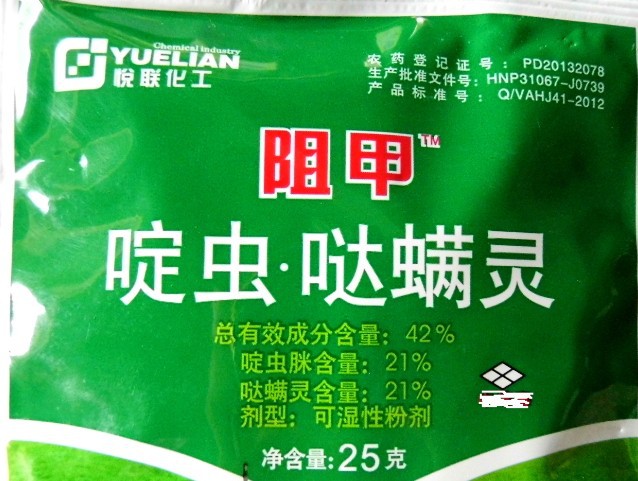 Chemical industry
YUELIAN
悦联化工
农药登记证号：PD20132078
生产批准文件号：HNP31067-J0739
产品标准号：Q/VAHJ41-2012
阻甲™
啶虫·哒螨灵
总有效成分含量：42%
啶虫脒含量：21%
哒螨灵含量：21%
剂型：可湿性粉剂
净含量:25克